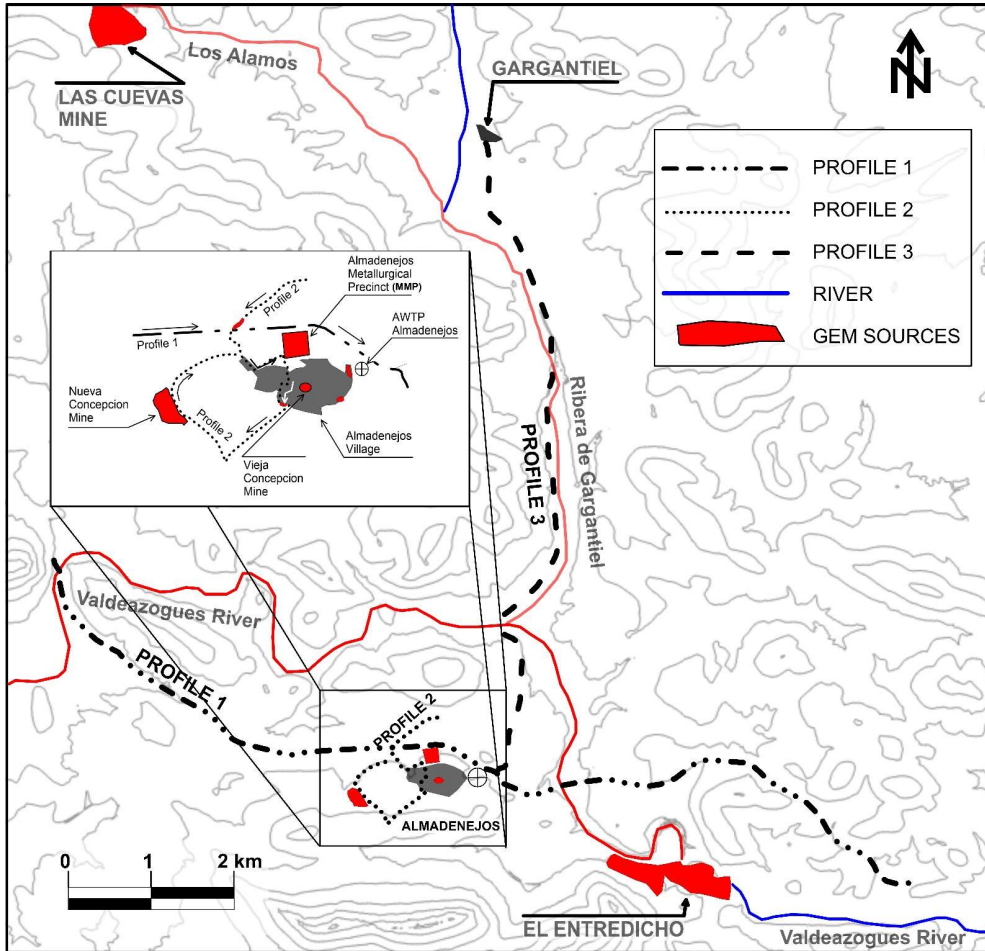 Los Alamos
LAS CUEVAS
MINE
GARGANTIEL
N
PROFILE 1
PROFILE 2
PROFILE 3
RIVER
GEM SOURCES
Almadenejos
Metallurgical
Precinct (MMP)
Profile 2
AWTP
Almadenejos
Profile 1
Nueva
Concepcion
Mine
Profile 2
Almadenejos
Village
Vieja
Concepcion
Mine
PROFILE 3
Ribera de Gargantiel
Valdeazogues River
PROFILE 1
PROFILE 2
ALMADENEJOS
0 1 2 km
EL ENTREDICHO
Valdeazogues River